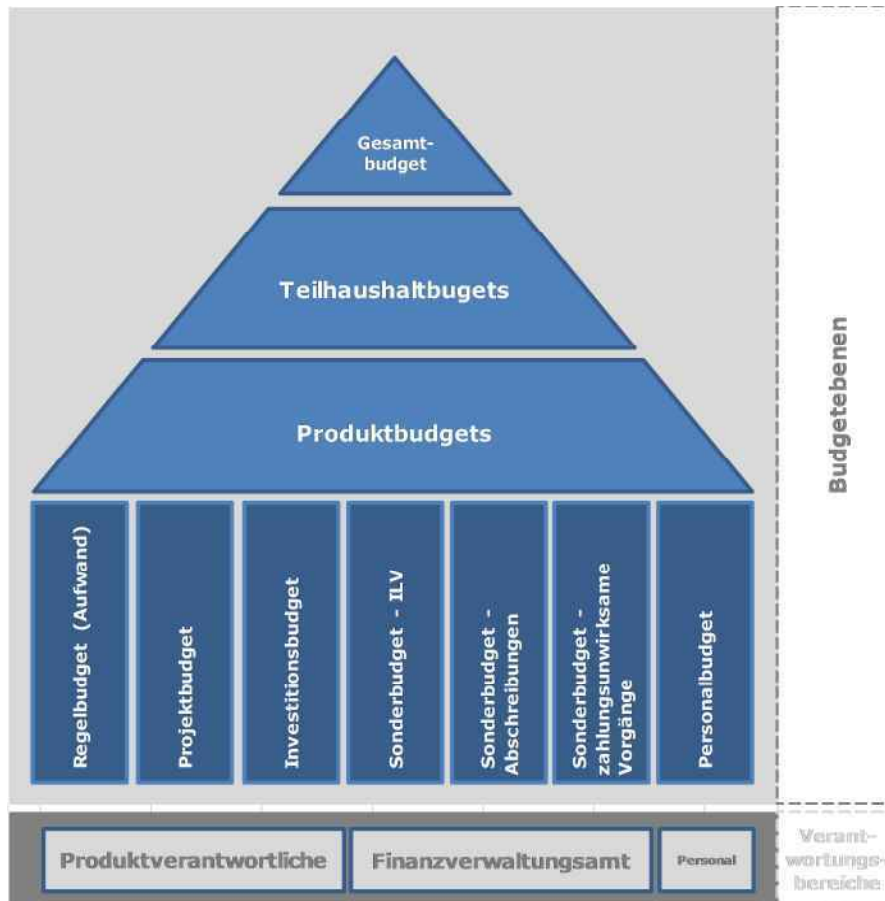 Gesamt-
budget
Teilhaushaltbugets
Produktbudgets
Regelbudget (Aufwand)
Projektbudget
Investitionsbudget
Sonderbudget - ILV
Sonderbudget -
Abschreibungen
Sonderbudget -
zahlungsunwirksame
Vorgänge
Personalbudget
Budgetebenen
Produktverantwortliche
Finanzverwaltungsamt
Personal
Verant-
wortungs-
bereiche